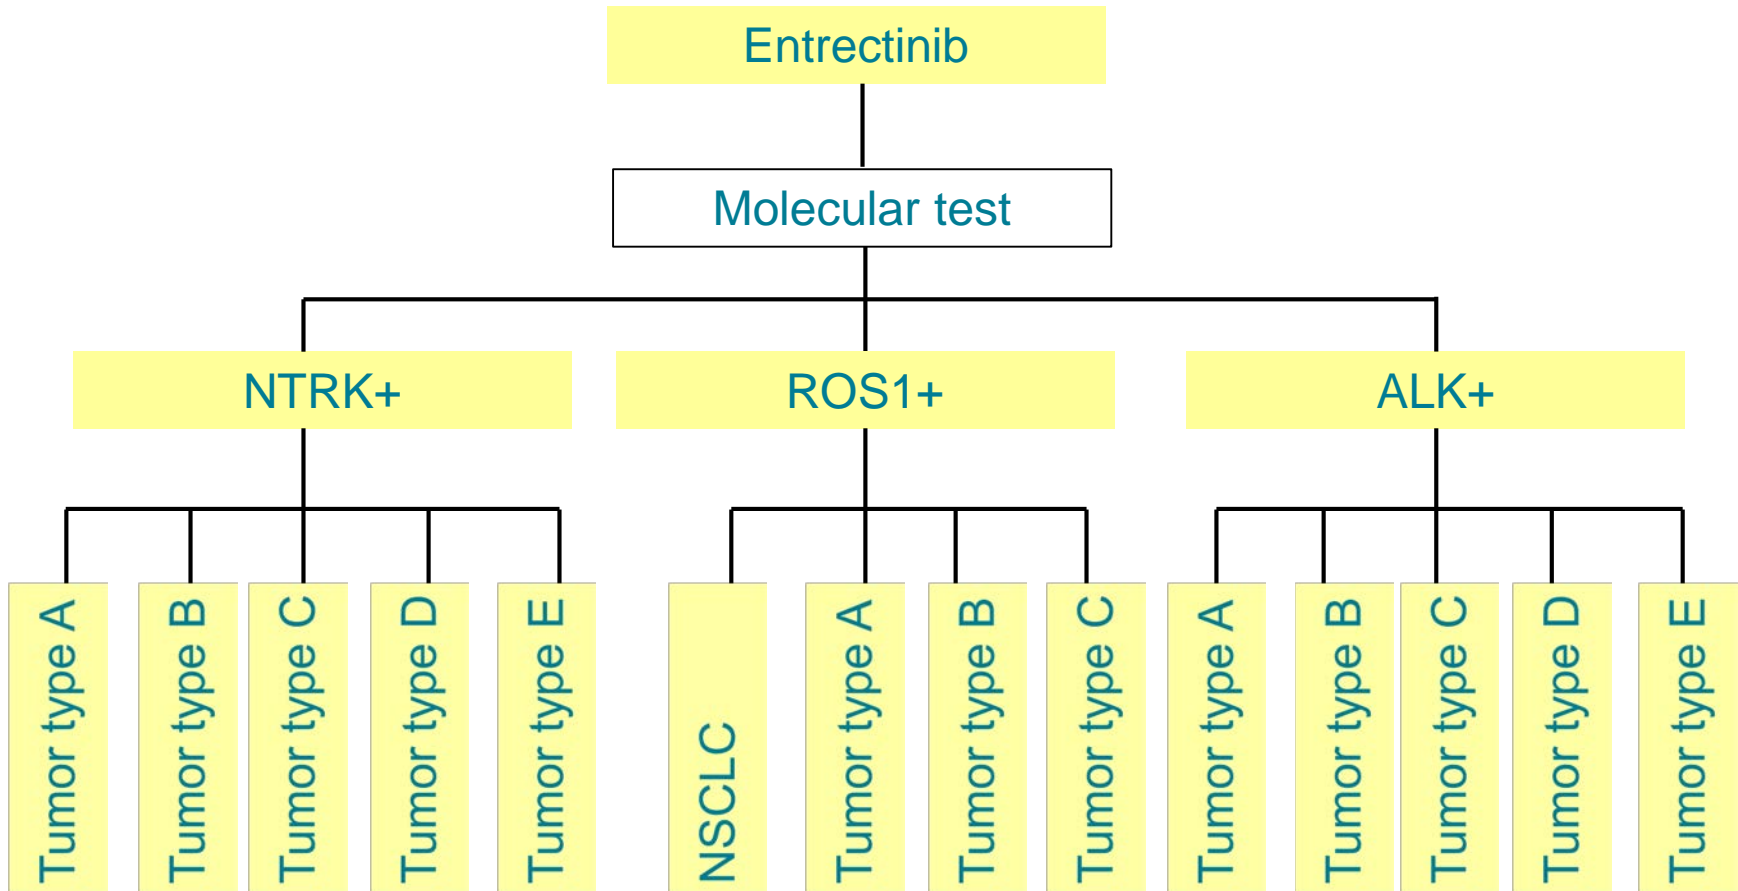 Entrectinib
Molecular test
NTRK+
ROS1+
ALK+
Tumor type A
Tumor type B
Tumor type C
Tumor type D
Tumor type E
NSCLC
Tumor type A
Tumor type B
Tumor type C
Tumor type A
Tumor type B
Tumor type C
Tumor type D
Tumor type E